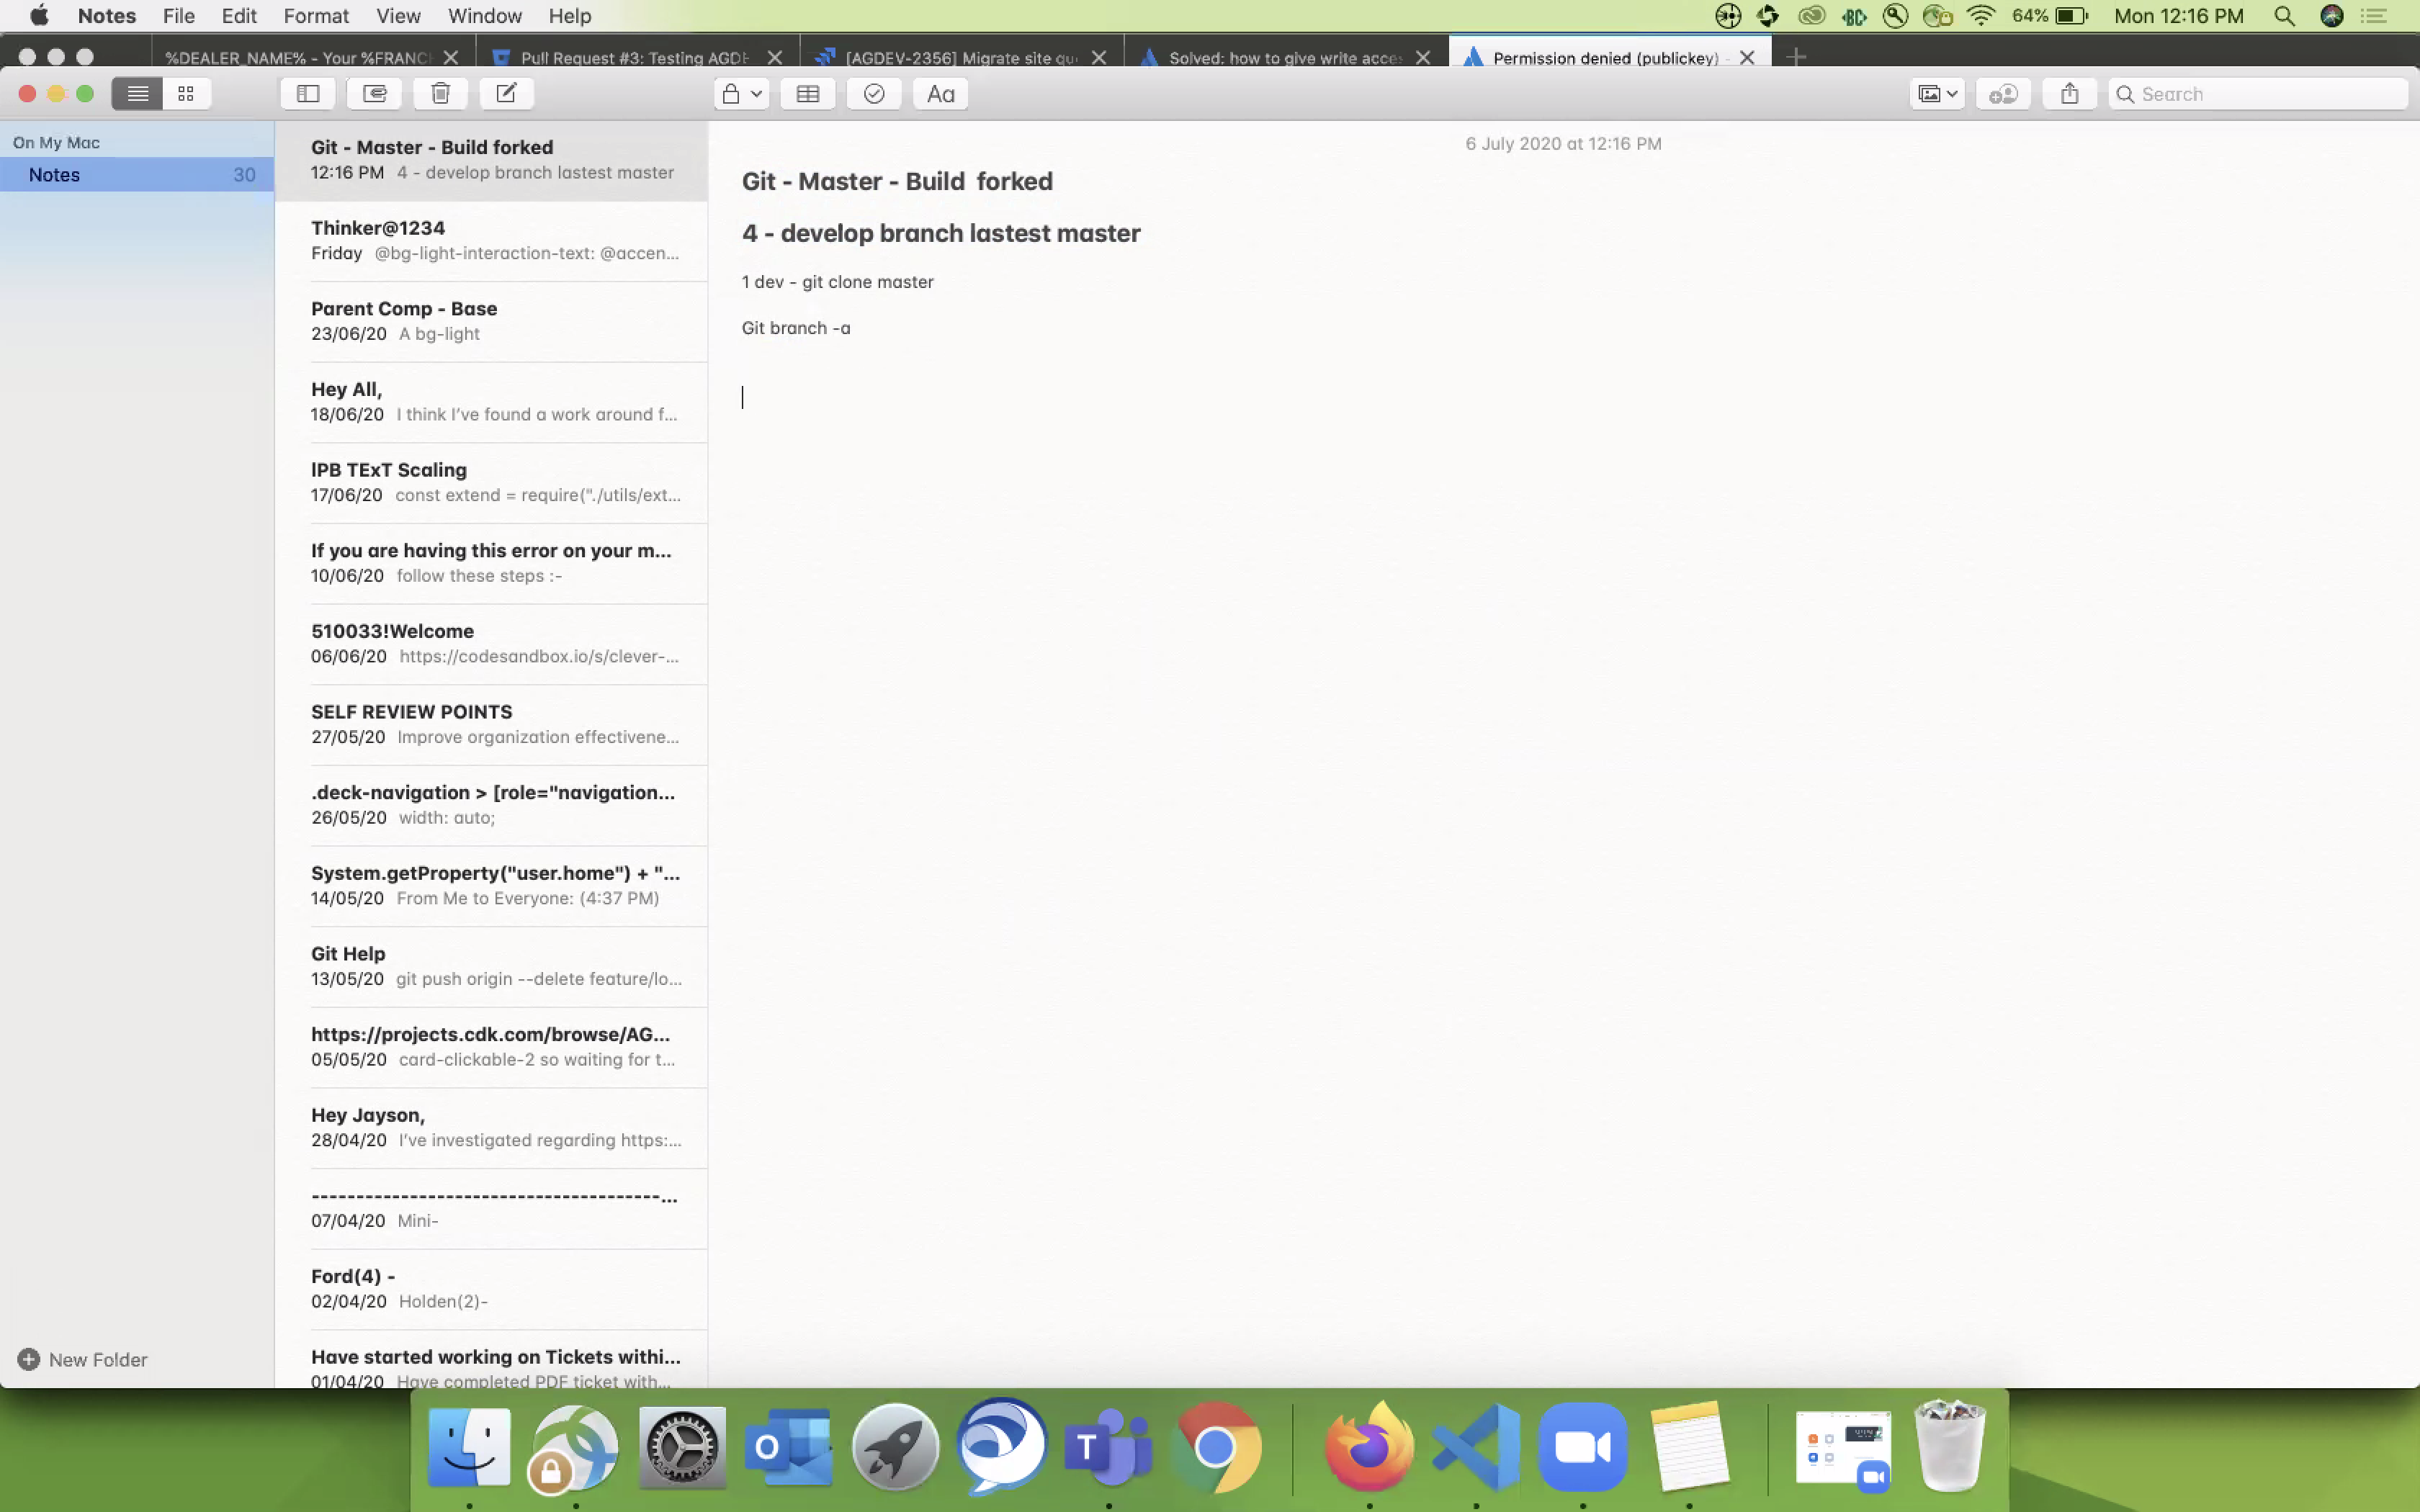 Notes File Edit Format View Window Help
64% Mon 12:16 PM
%DEALER_NAME% - Your %FRANC
Pull Request #3: Testing AGDE
[AGDEV-2356] Migrate site qu
Solved: how to give write acces
Permission denied (publickey) -
Aa
Search
On My Mac
Notes 30
New Folder
Git - Master - Build forked
12:16 PM 4 - develop branch lastest master
Thinker@1234
Friday @bg-light-interaction-text: @accen...
Parent Comp - Base
23/06/20 A bg-light
Hey All,
18/06/20 I think I've found a work around f...
IPB TExT Scaling
17/06/20 const extend = require("./utils/ext...
If you are having this error on your m...
10/06/20 follow these steps :-
510033!Welcome
06/06/20 https://codesandbox.io/s/clever-...
SELF REVIEW POINTS
27/05/20 Improve organization effectivene...
.deck-navigation > [role="navigation...
26/05/20 width: auto;
System.getProperty("user.home") + "...
14/05/20 From Me to Everyone: (4:37 PM)
Git Help
13/05/20 git push origin --delete feature/lo...
https://projects.cdk.com/browse/AG...
05/05/20 card-clickable-2 so waiting for t...
Hey Jayson,
28/04/20 I've investigated regarding https:...
---------------------------------------...
07/04/20 Mini-
Ford(4) -
02/04/20 Holden(2)-
Have started working on Tickets withi...
01/04/20 Have completed PDF ticket with...
6 July 2020 at 12:16 PM
Git - Master - Build forked
4 - develop branch lastest master
1 dev - git clone master
Git branch -a